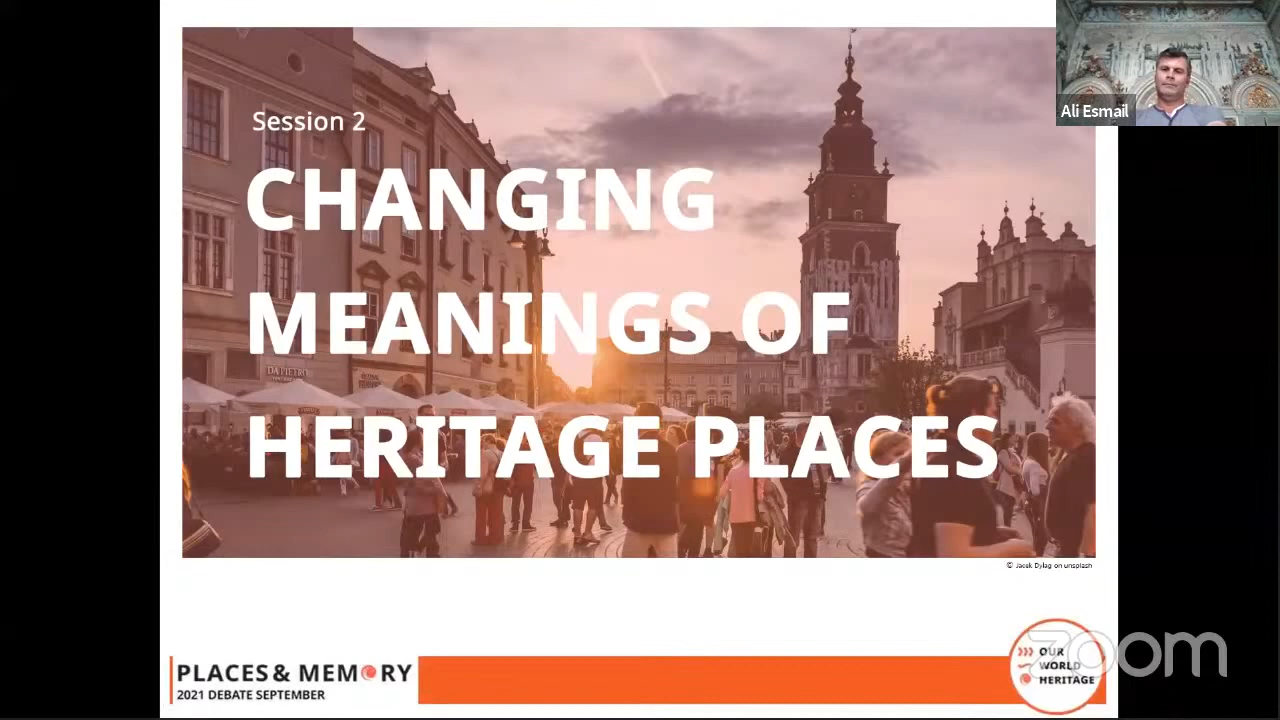 Session 2
CHANGING
MEANINGS OF
HERITAGE PLACES
DA PIETRO
Ali Esmail
© Jacek Dylag on unsplash
PLACES & MEMORY
2021 DEBATE SEPTEMBER
OUR
WORLD
HERITAGE
zoom